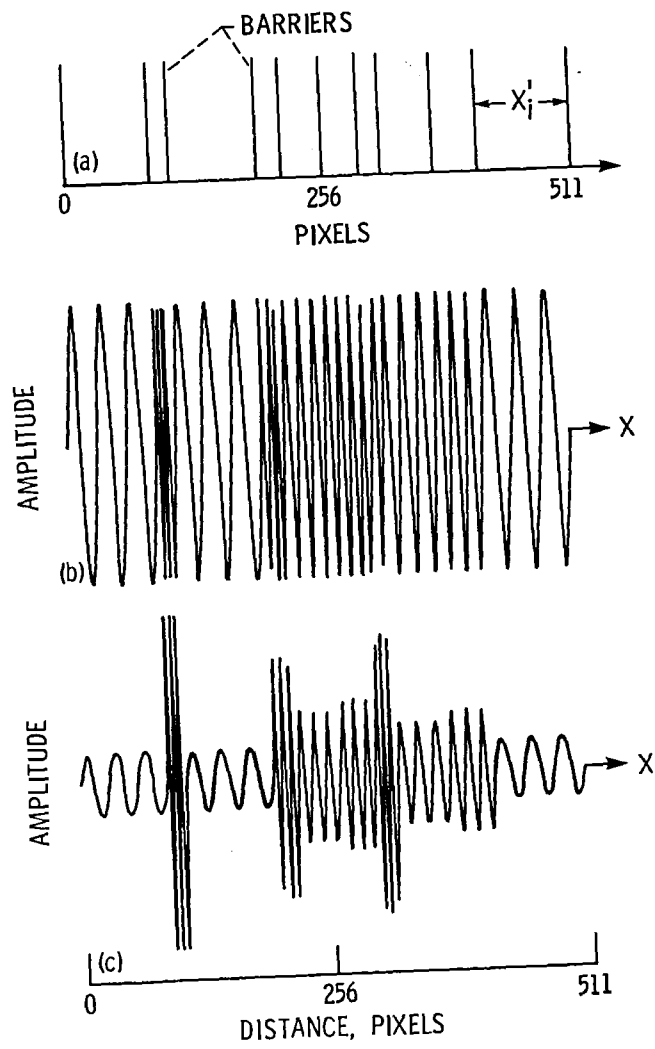 BARRIERS
X'i
(a)
0 256 511
PIXELS
AMPLITUDE
X
(b)
AMPLITUDE
X
(c)
0 256 511
DISTANCE, PIXELS